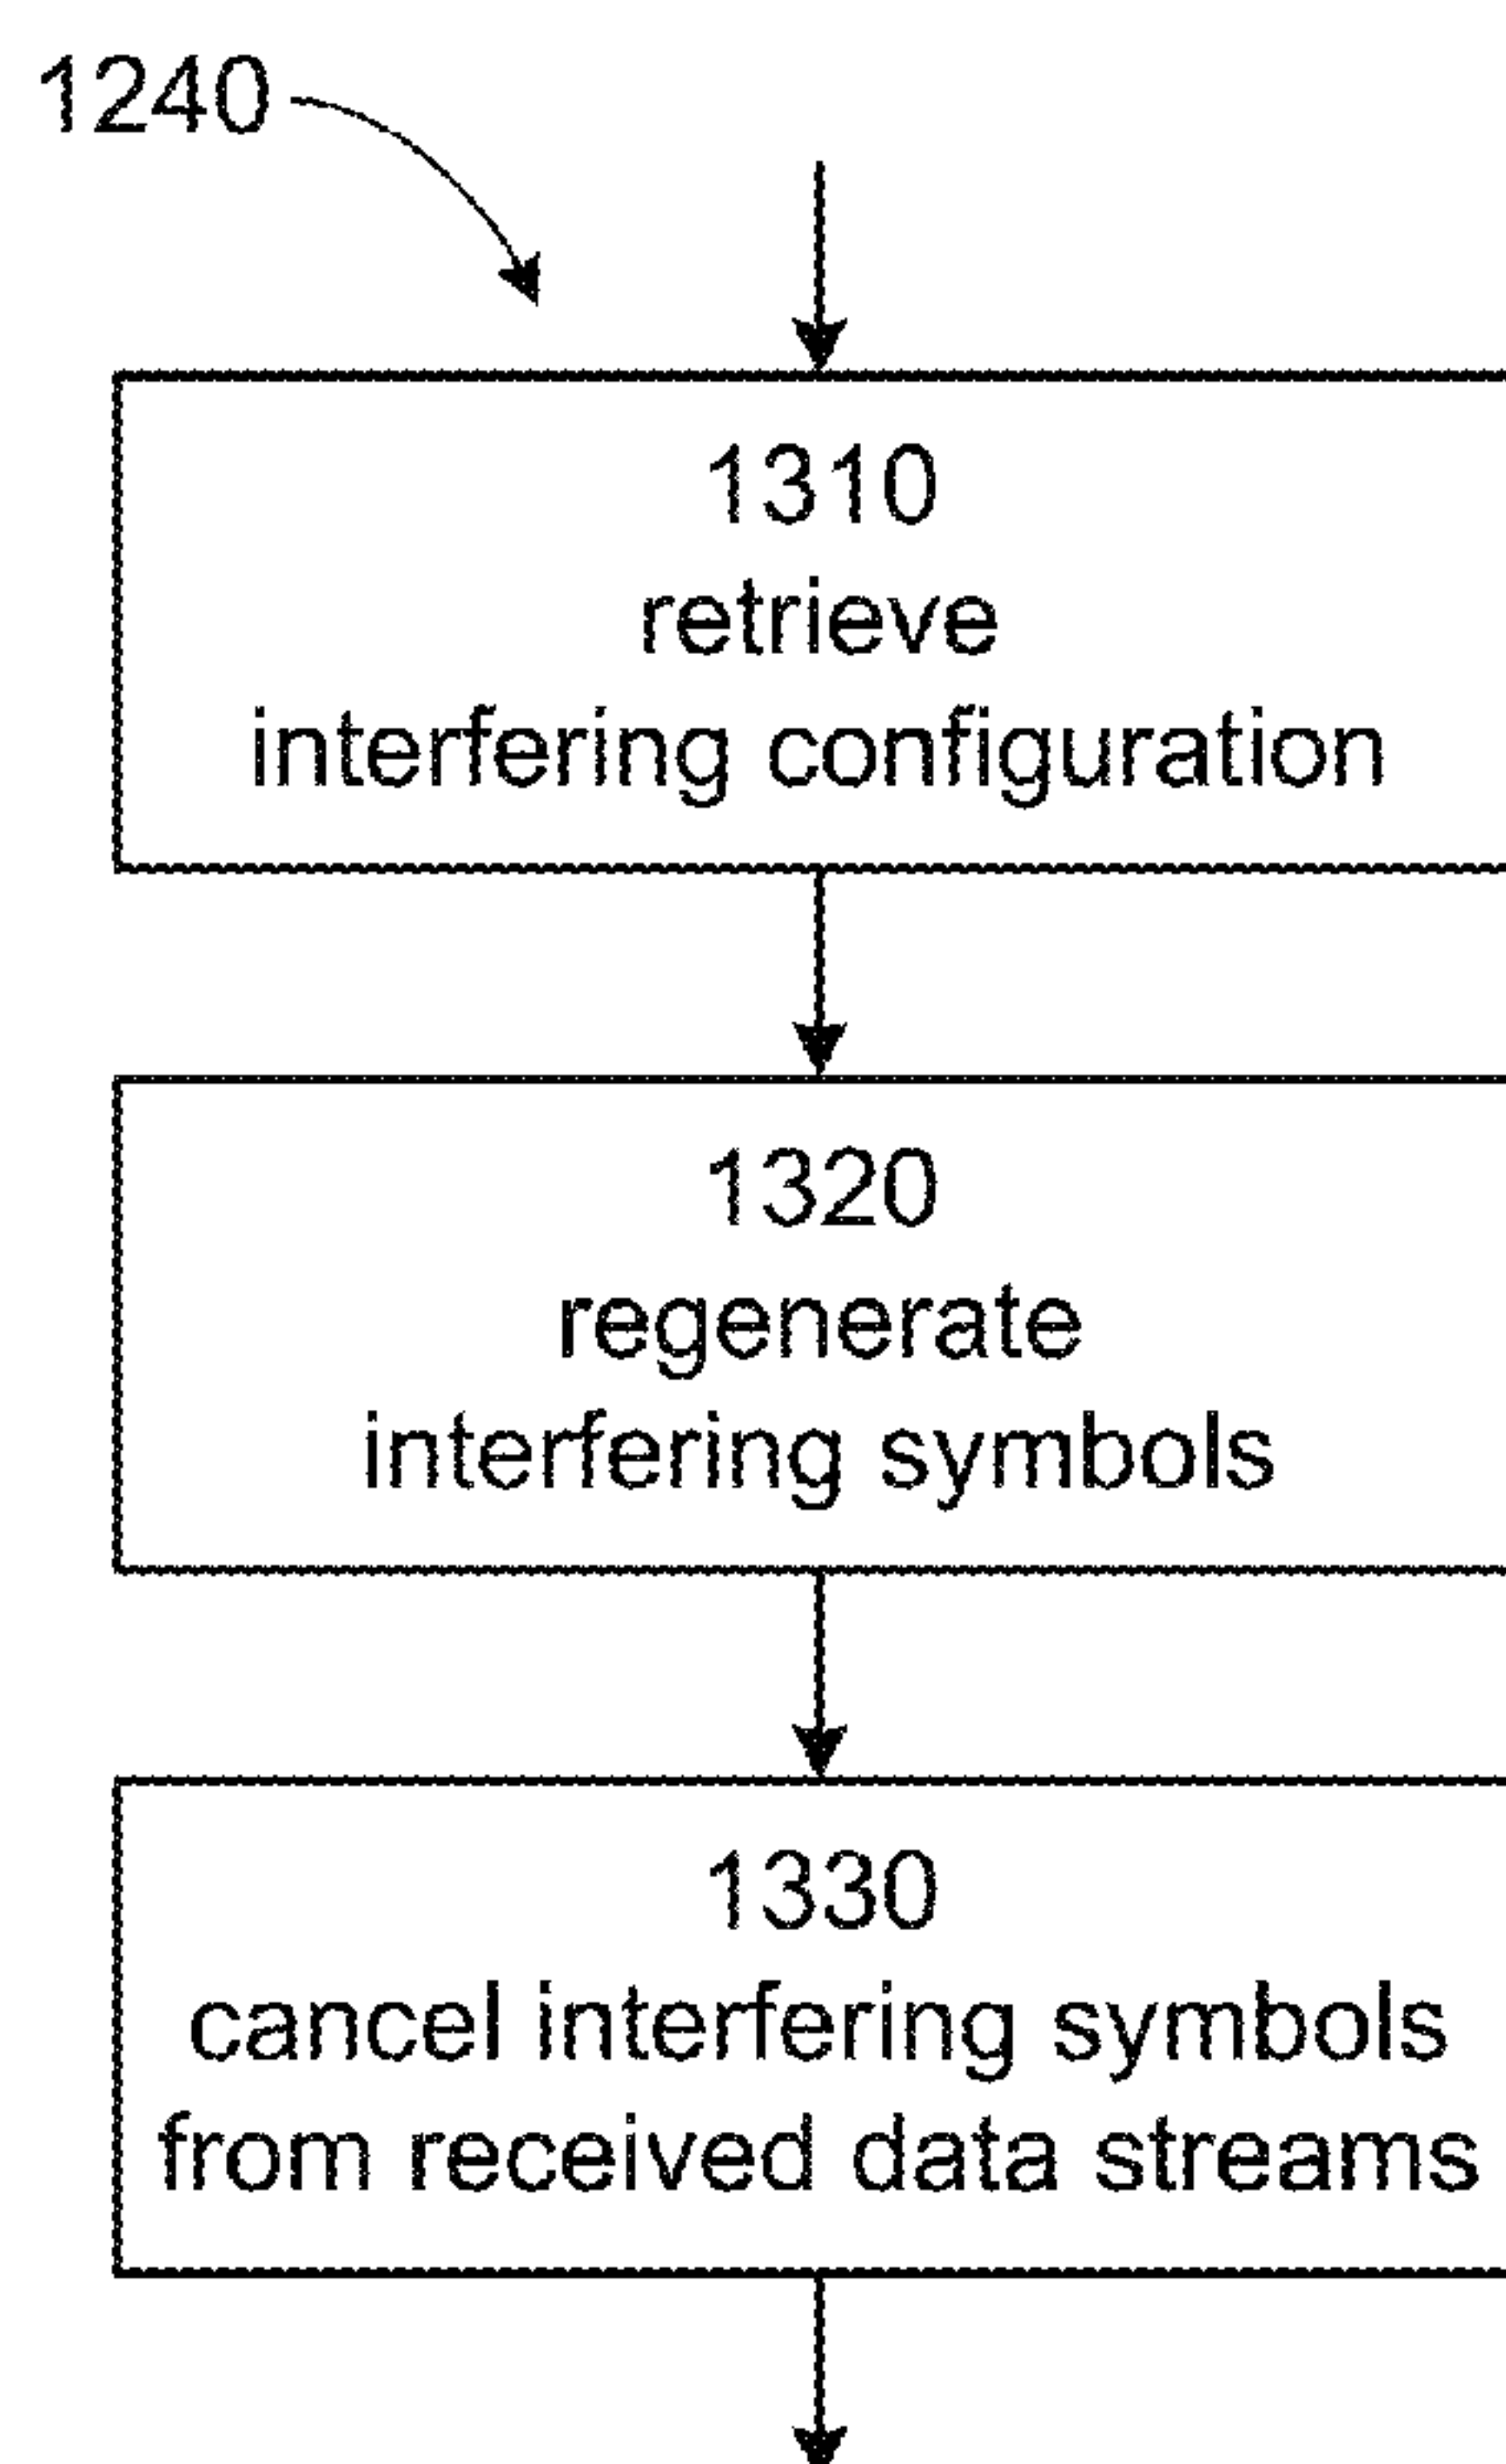 1240
1310
retrieve
interfering configuration
1320
regenerate
interfering symbols
1330
cancel interfering symbols
from received data streams